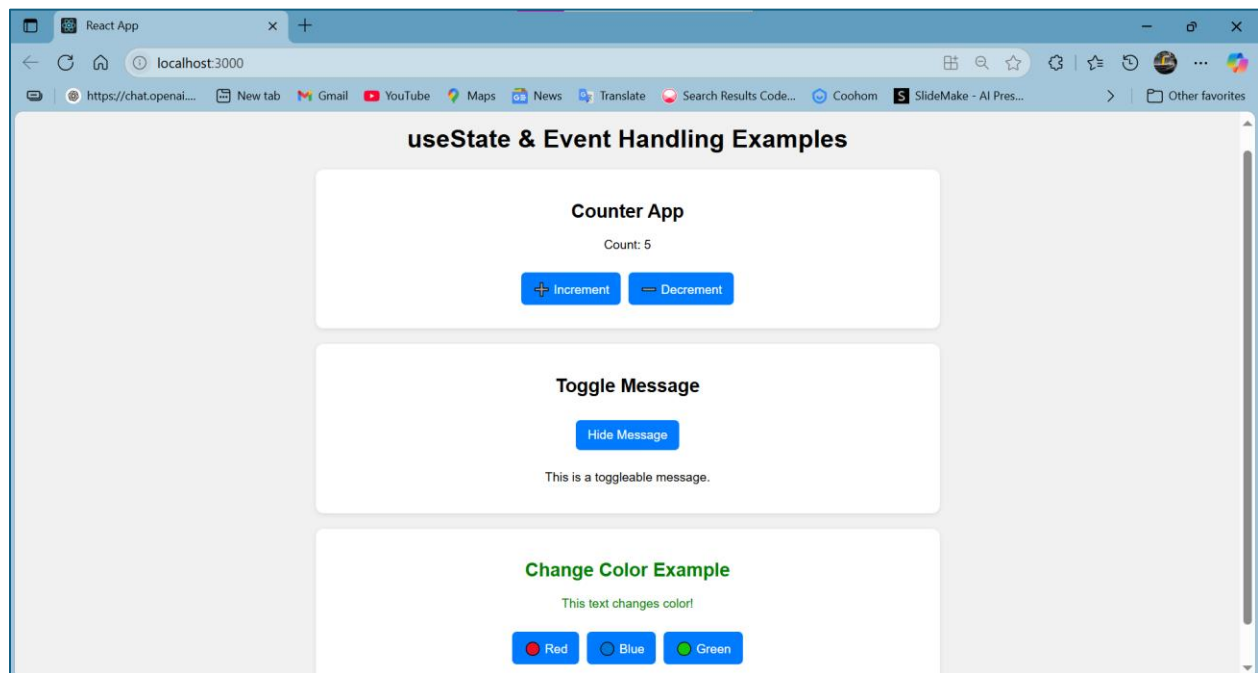 React App
localhost:3000
https://chat.openai.... New tab Gmail YouTube Maps News Translate Search Results Code... Coohom SlideMake - AI Pres... Other favorites
useState & Event Handling Examples
Counter App
Count: 5
Increment Decrement
Toggle Message
Hide Message
This is a toggleable message.
Change Color Example
This text changes color!
Red Blue Green